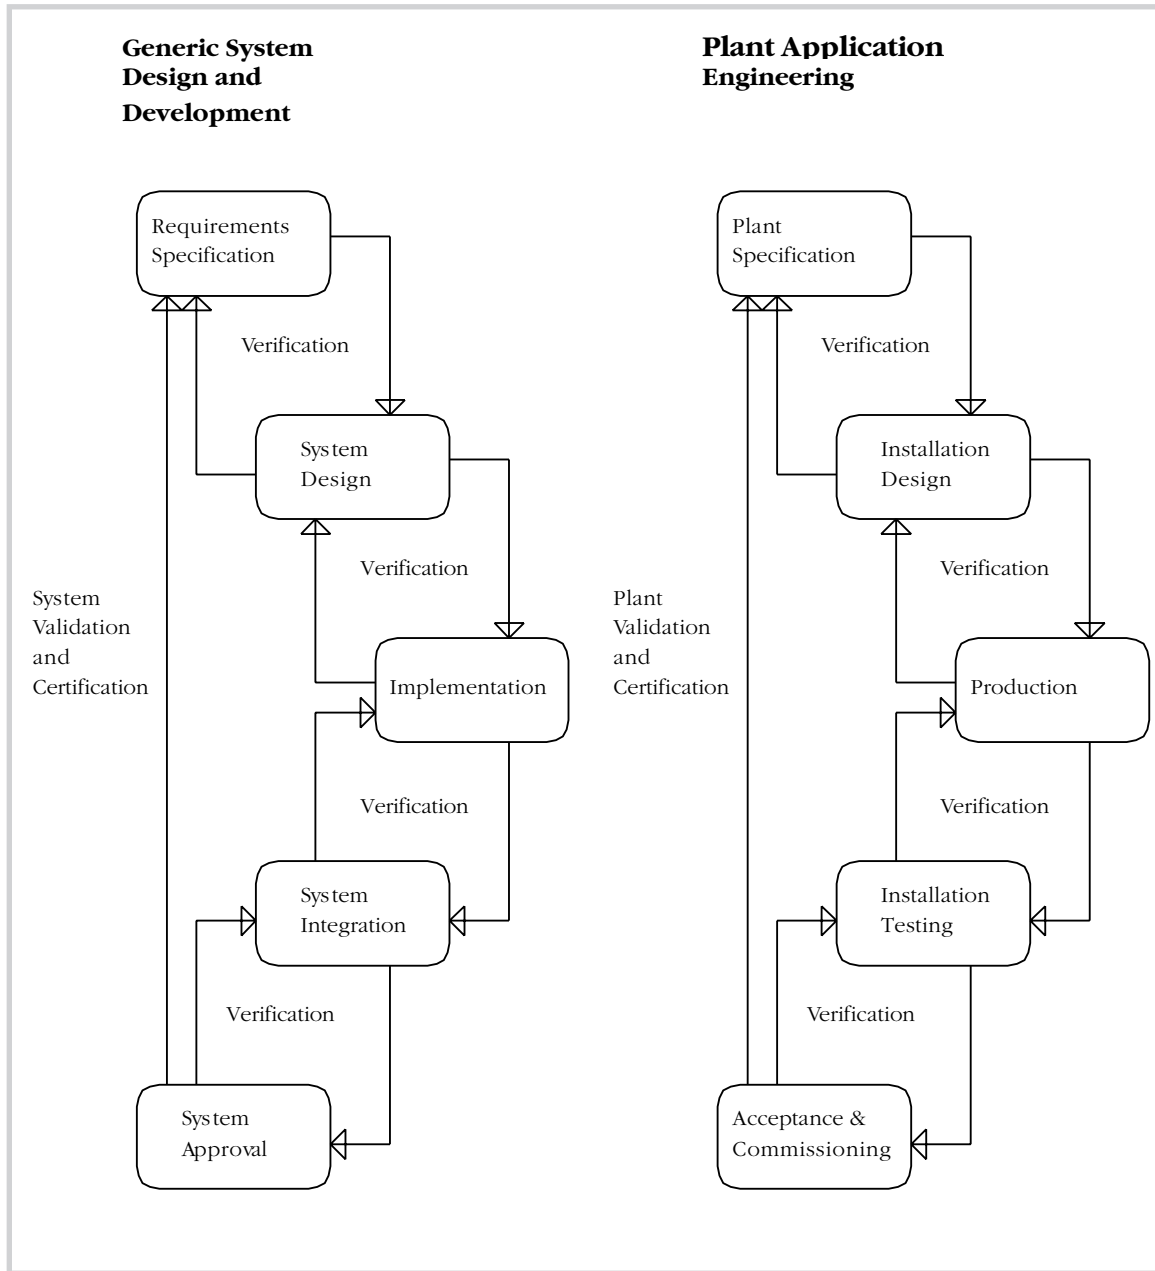 Generic System
Design and
Development
Requirements
Specification
Verification
System
Design
Verification
System
Validation
and
Certification
Implementation
Verification
System
Integration
Verification
System
Approval
Plant Application
Engineering
Plant
Specification
Verification
Installation
Design
Verification
Plant
Validation
and
Certification
Production
Verification
Installation
Testing
Verification
Acceptance &
Commissioning